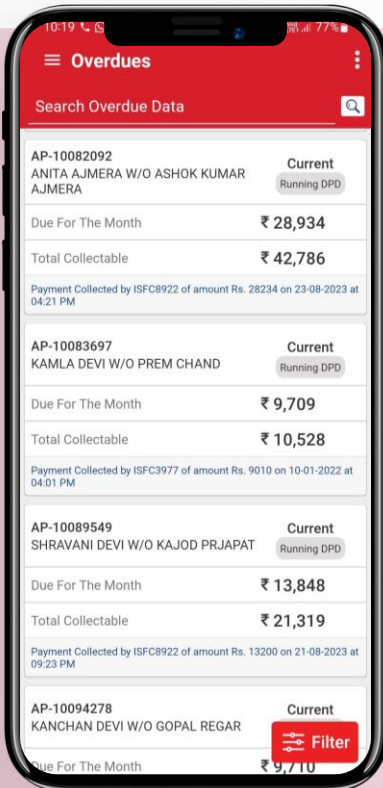 10:19
77%
Overdues
Search Overdue Data
AP-10082092
Current
ANITA AJMERA W/O ASHOK KUMAR
AJMERA
Running DPD
Due For The Month ₹ 28,934
Total Collectable ₹ 42,786
Payment Collected by ISFC8922 of amount Rs. 28234 on 23-08-2023 at
04:21 PM
AP-10083697
Current
KAMLA DEVI W/O PREM CHAND
Running DPD
Due For The Month ₹ 9,709
Total Collectable ₹ 10,528
Payment Collected by ISFC3977 of amount Rs. 9010 on 10-01-2022 at
04:01 PM
AP-10089549
Current
SHRAVANI DEVI W/O KAJOD PRJAPAT
Running DPD
Due For The Month ₹ 13,848
Total Collectable ₹ 21,319
Payment Collected by ISFC8922 of amount Rs. 13200 on 21-08-2023 at
09:23 PM
AP-10094278
Current
KANCHAN DEVI W/O GOPAL REGAR
Filter
Due For The Month ₹ 9,710